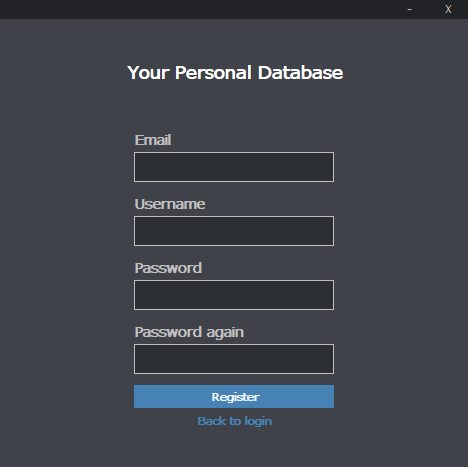 - X
Your Personal Database
Email
Username
Password
Password again
Register
Back to login